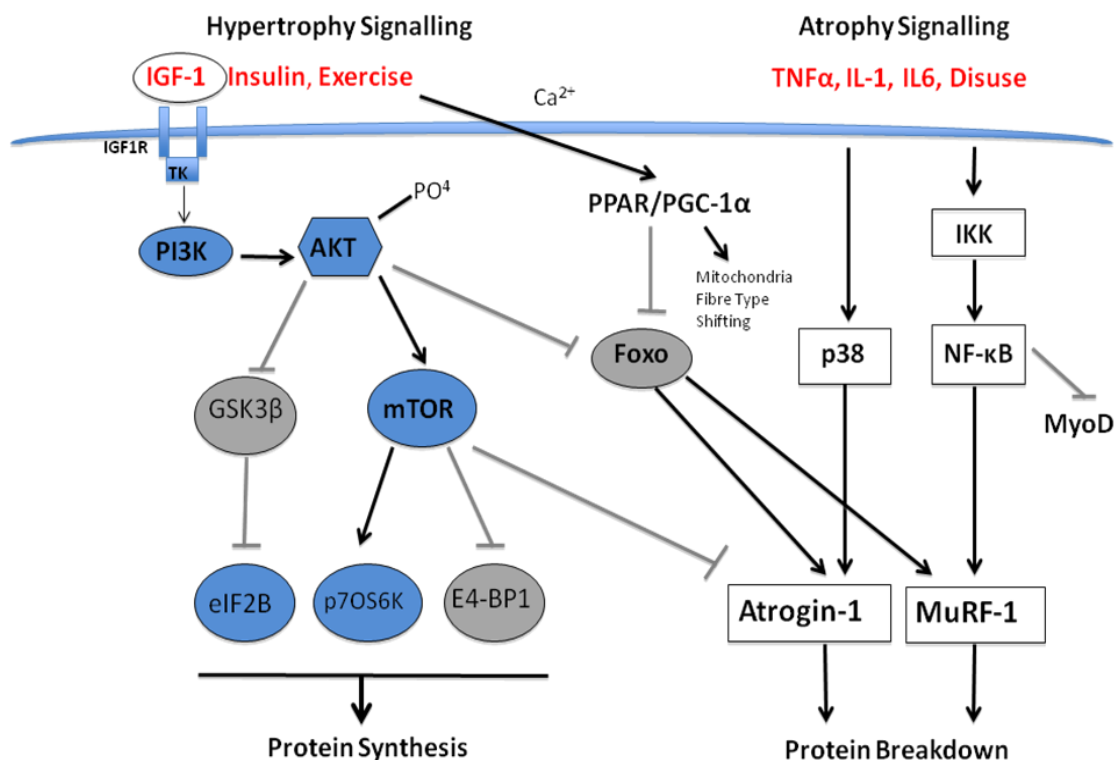 Hypertrophy Signalling
Atrophy Signalling
IGF-1
Insulin, Exercise
TNFα, IL-1, IL6, Disuse
Ca²⁺
IGF1R
TK
PO⁴
PPAR/PGC-1α
PI3K
AKT
IKK
Mitochondria
Fibre Type
Shifting
Foxo
p38
NF-κB
GSK3β
mTOR
MyoD
eIF2B
p7OS6K
E4-BP1
Atrogin-1
MuRF-1
Protein Synthesis
Protein Breakdown